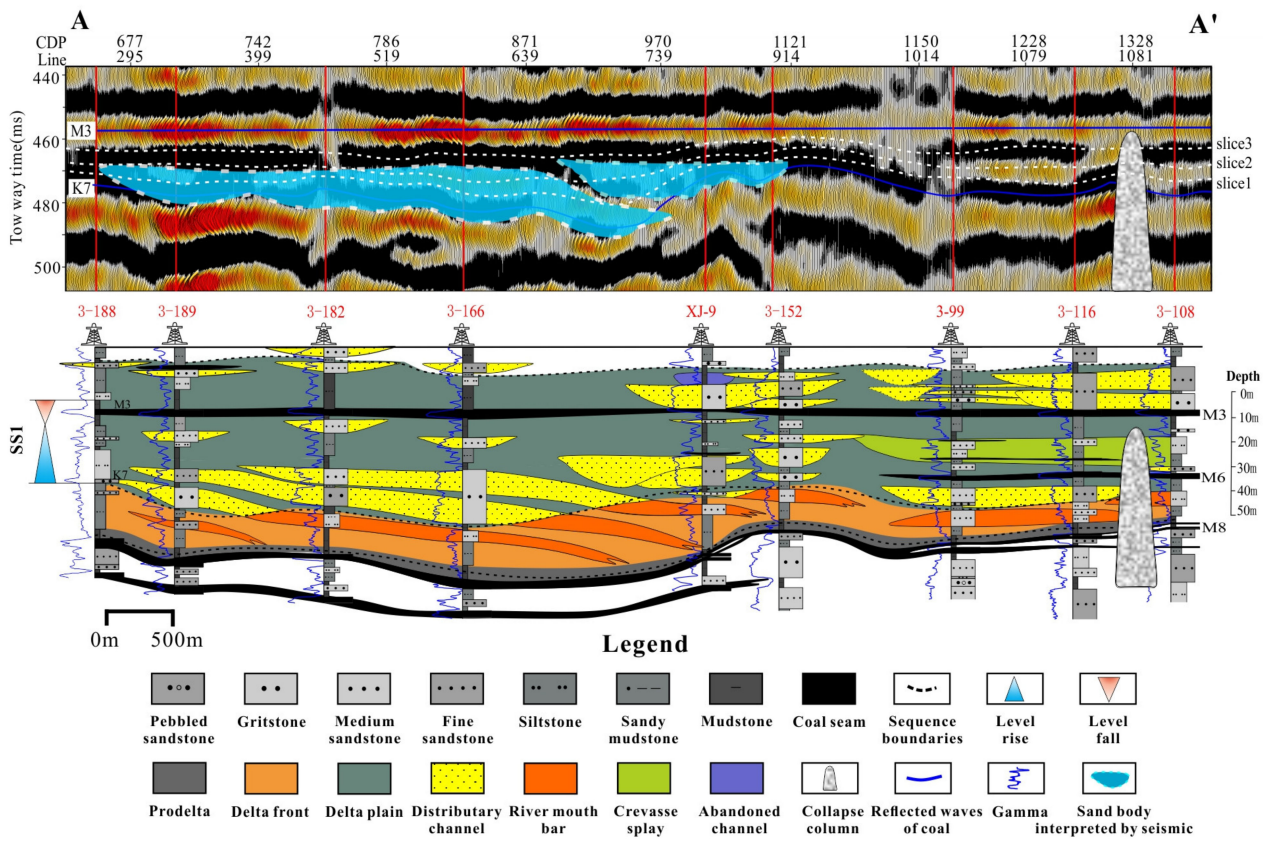 A A'
CDP 677 742 786 871 970 1121 1150 1228 1328
Line 295 399 519 639 739 914 1014 1079 1081
Tow way time(ms)
440
M3
460
slice3
slice2
K7
slice1
480
500
3-188 3-189 3-182 3-166 XJ-9 3-152 3-99 3-116 3-108
Depth
0m
M3
M3
10m
SS1
20m
30m
K7
M6
40m
50m
M8
0m 500m
Legend
Pebbled sandstone
Gritstone
Medium sandstone
Fine sandstone
Siltstone
Sandy mudstone
Mudstone
Coal seam
Sequence boundaries
Level rise
Level fall
Prodelta
Delta front
Delta plain
Distributary channel
River mouth bar
Crevasse splay
Abandoned channel
Collapse column
Reflected waves of coal
Gamma
Sand body interpreted by seismic